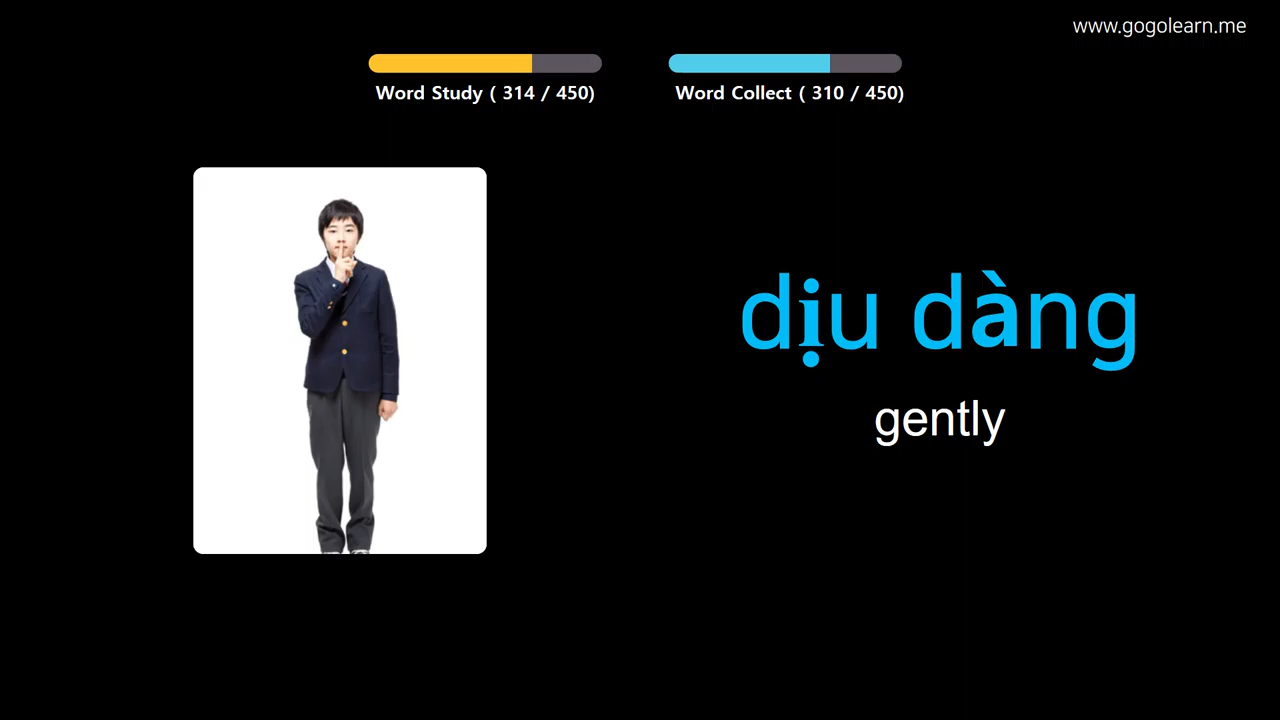 www.gogolearn.me
Word Study ( 314 / 450)
Word Collect ( 310 / 450)
dịu dàng
gently